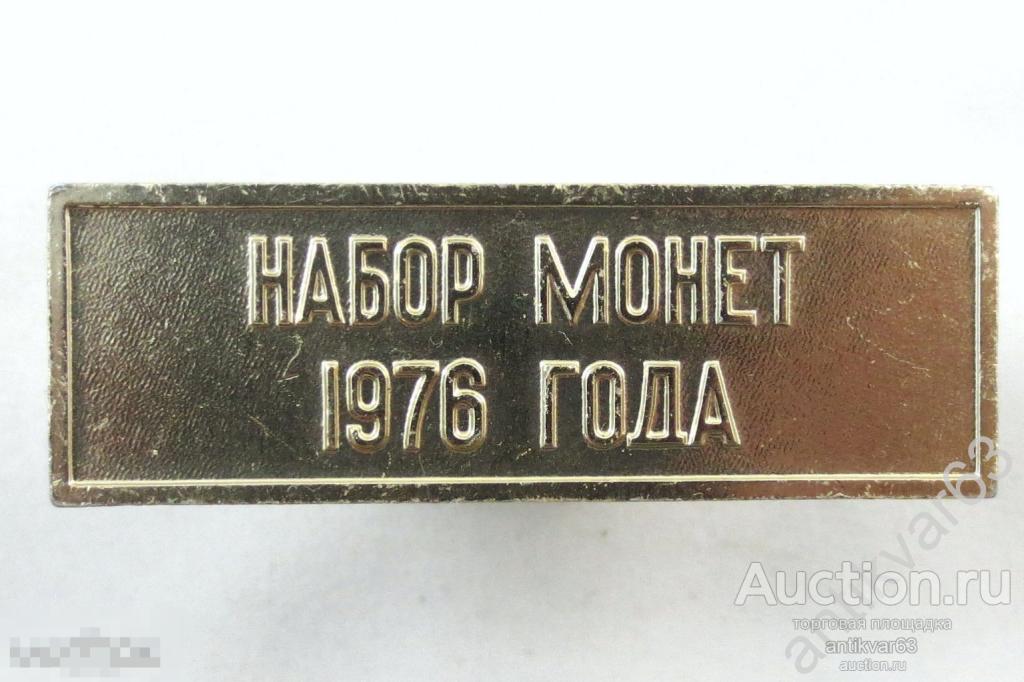 НАБОР МОНЕТ
1976 ГОДА
Auction.ru
торговая площадка
antikvar63
auction.ru
antikvar63